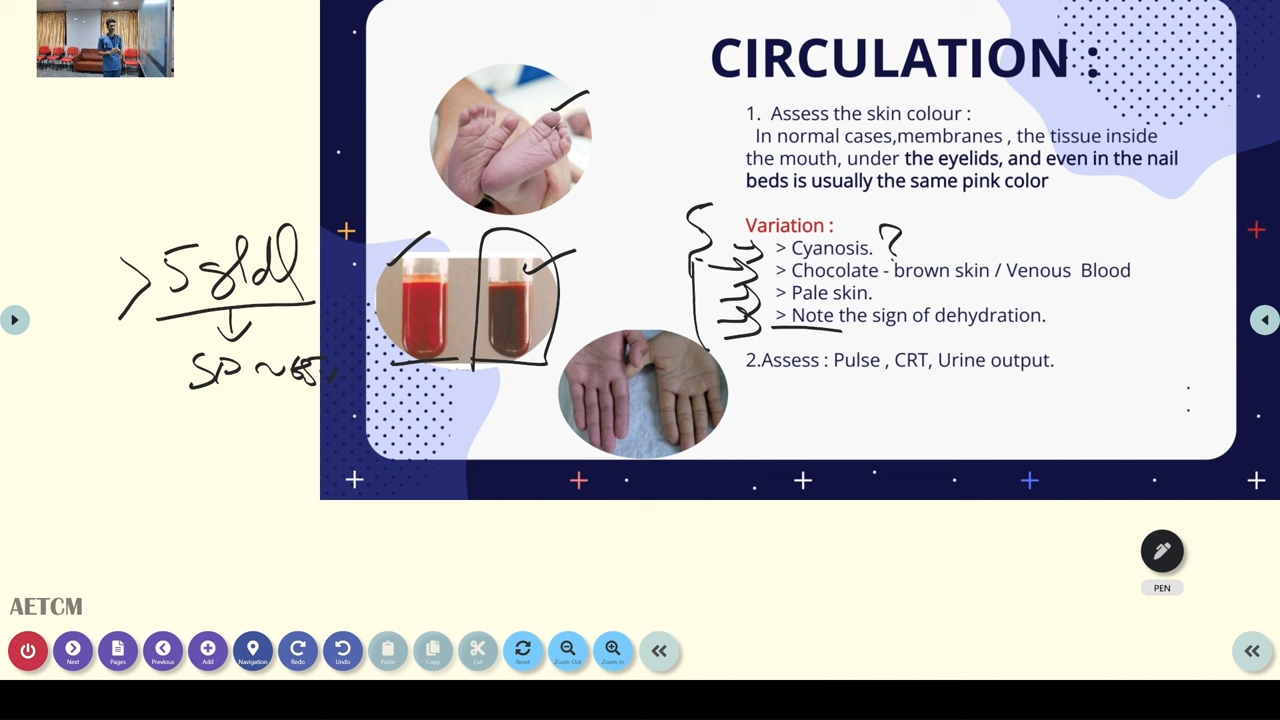 CIRCULATION :
1. Assess the skin colour :
In normal cases,membranes , the tissue inside
the mouth, under the eyelids, and even in the nail
beds is usually the same pink color
Variation :
> Cyanosis. ?
> Chocolate - brown skin / Venous Blood
> Pale skin.
> Note the sign of dehydration.
2.Assess : Pulse , CRT, Urine output.
> 5 g/dl
PEN
AETCM
Next
Pages
Previous
Add
Navigation
Redo
Undo
Paste
Copy
Cut
Reset
Zoom Out
Zoom In